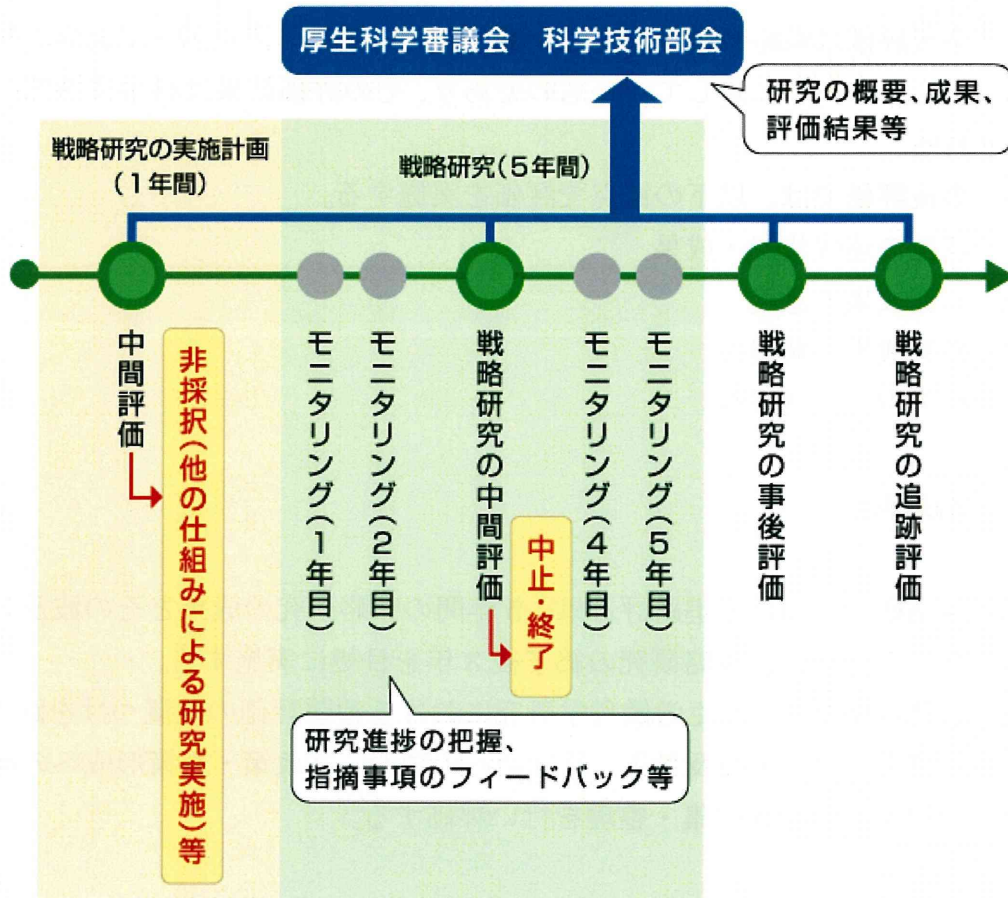 厚生科学審議会　科学技術部会
研究の概要、成果、
評価結果等
戦略研究の実施計画
(1年間)
戦略研究(5年間)
中間評価
非採択(他の仕組みによる研究実施)等
モニタリング(1年目)
モニタリング(2年目)
戦略研究の中間評価
中止・終了
モニタリング(4年目)
モニタリング(5年目)
戦略研究の事後評価
戦略研究の追跡評価
研究進捗の把握、
指摘事項のフィードバック等